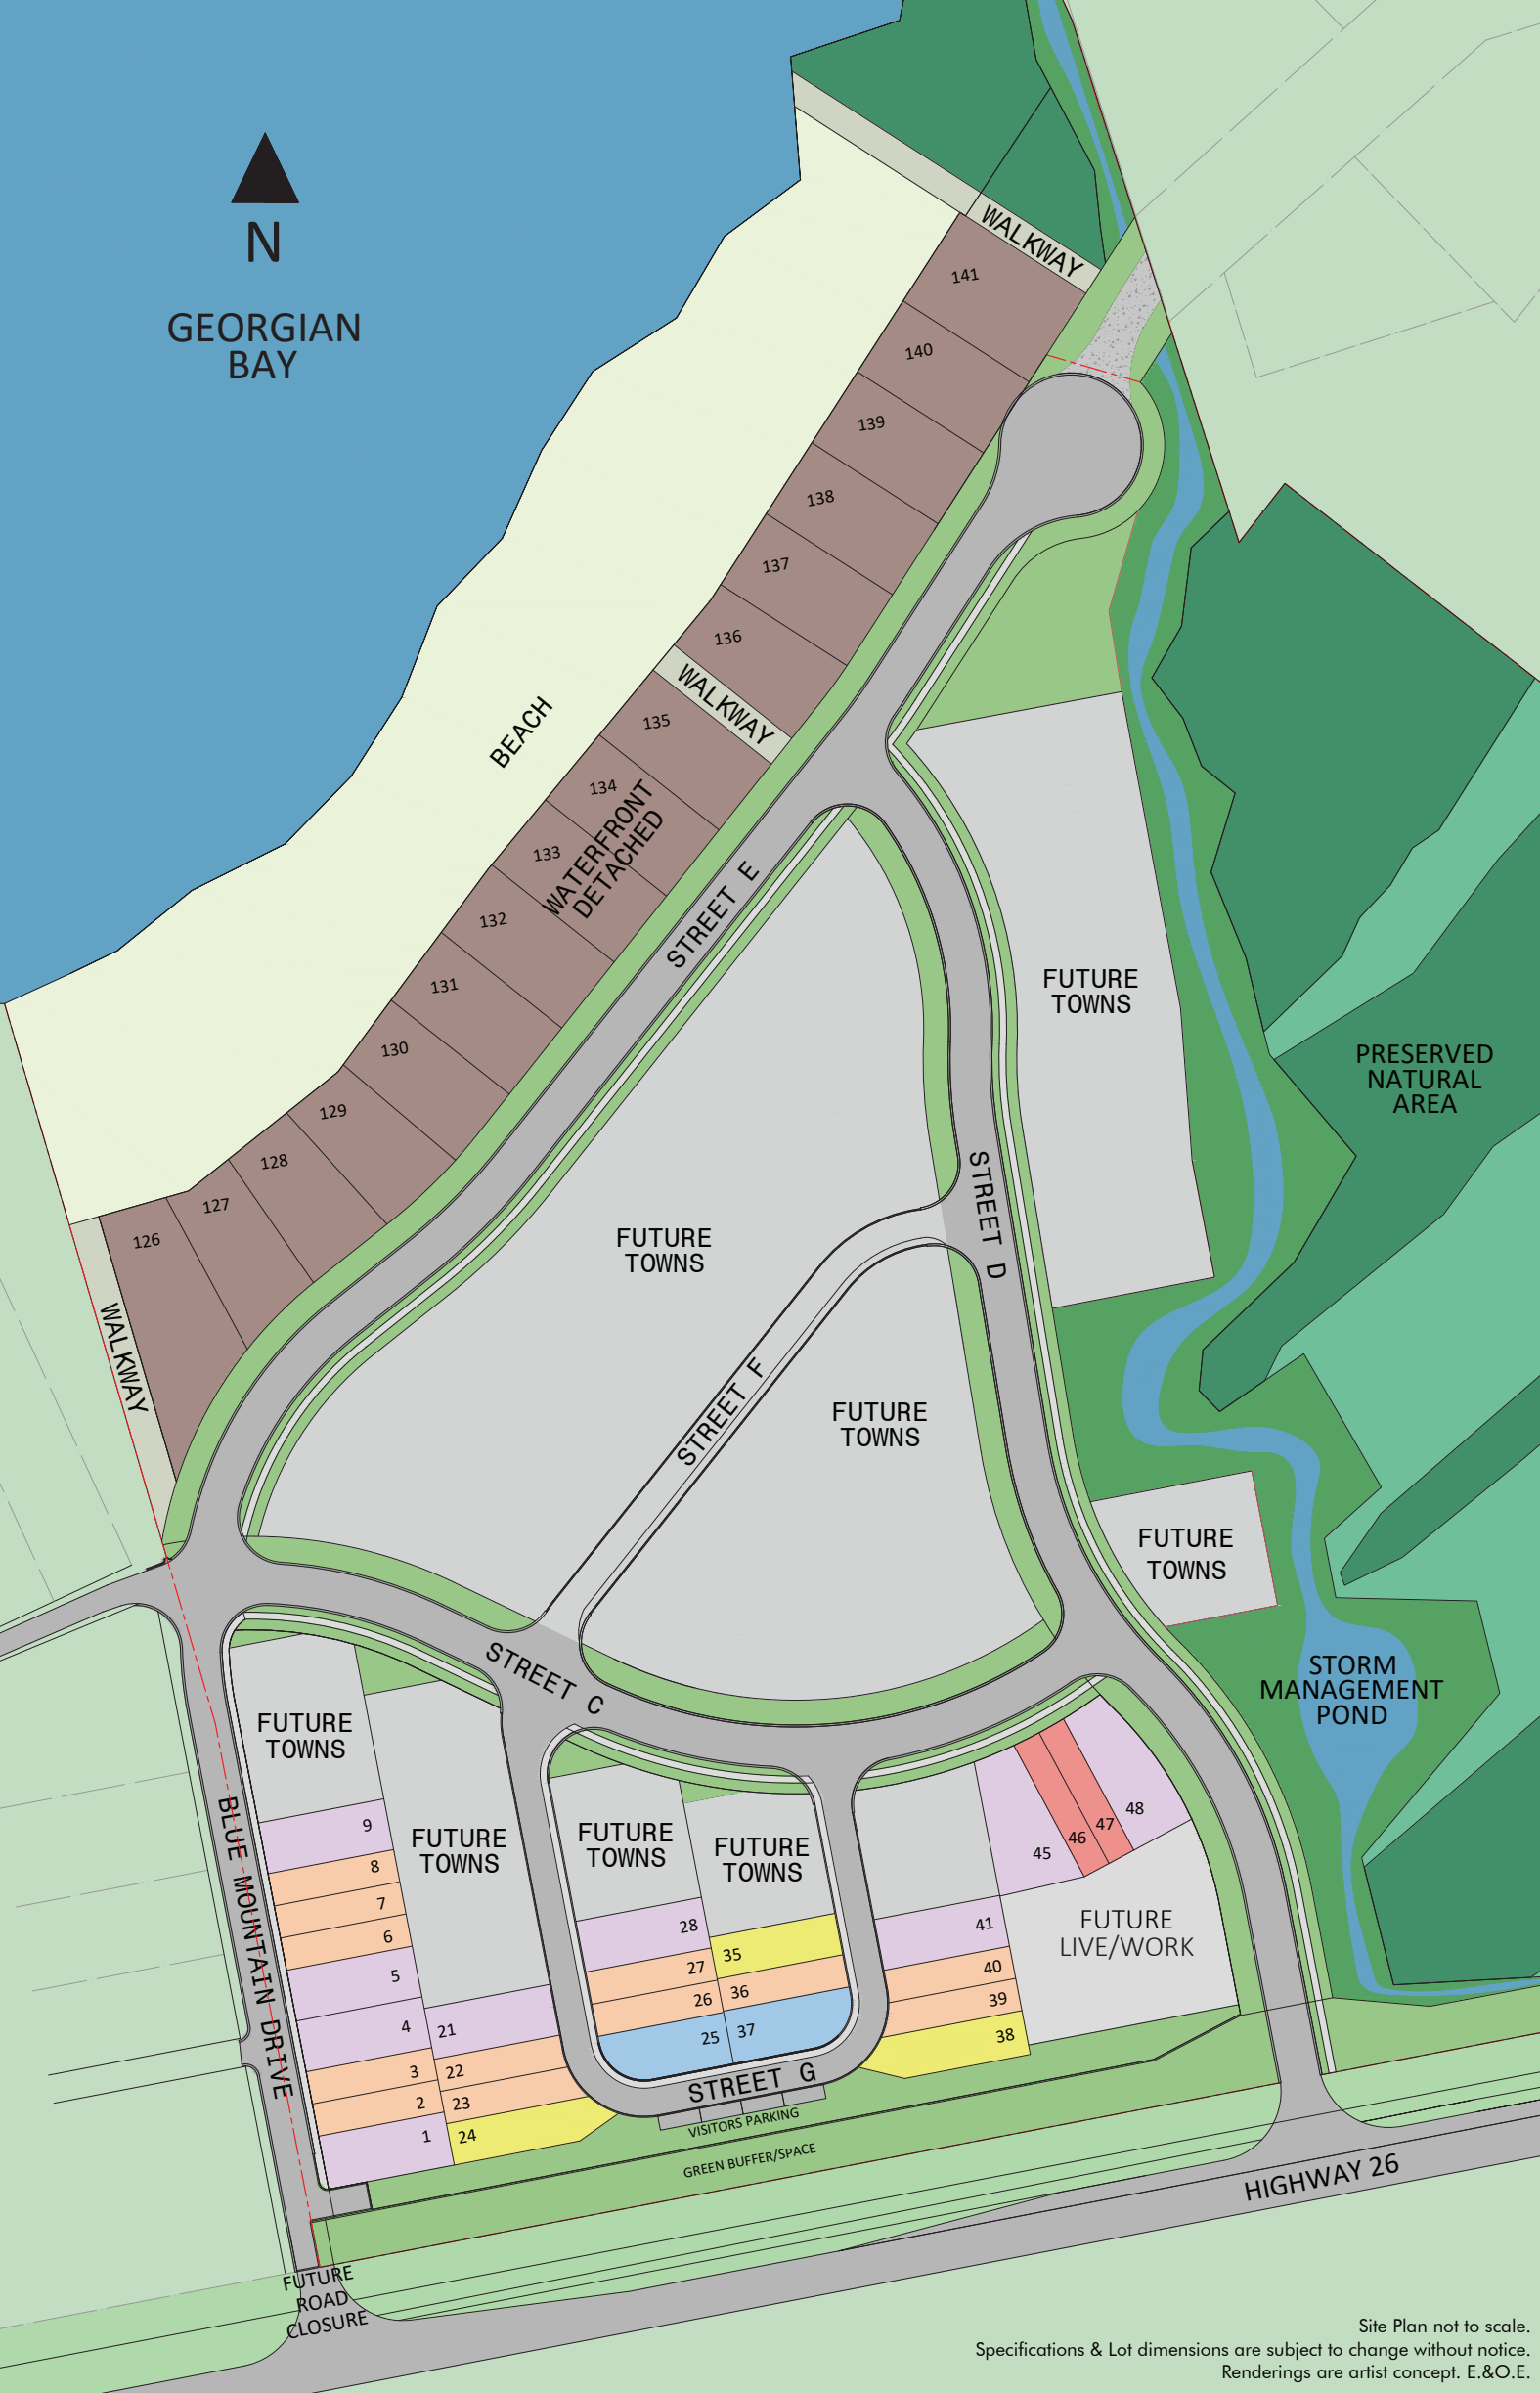 N
GEORGIAN
BAY
WALKWAY
141
140
139
138
137
136
WALKWAY
135
134
133
WATERFRONT
DETACHED
132
131
130
129
128
127
126
BEACH
WALKWAY
STREET E
FUTURE
TOWNS
PRESERVED
NATURAL
AREA
STREET D
FUTURE
TOWNS
STREET F
FUTURE
TOWNS
FUTURE
TOWNS
STORM
MANAGEMENT
POND
STREET C
FUTURE
TOWNS
FUTURE
TOWNS
FUTURE
TOWNS
FUTURE
TOWNS
BLUE MOUNTAIN DRIVE
9
8
7
6
5
4
3
2
1
21
22
23
24
28
27
26
25
35
36
37
41
40
39
38
45
46
47
48
FUTURE
LIVE/WORK
STREET G
VISITORS PARKING
GREEN BUFFER/SPACE
HIGHWAY 26
FUTURE
ROAD
CLOSURE
Site Plan not to scale.
Specifications & Lot dimensions are subject to change without notice.
Renderings are artist concept. E.&O.E.